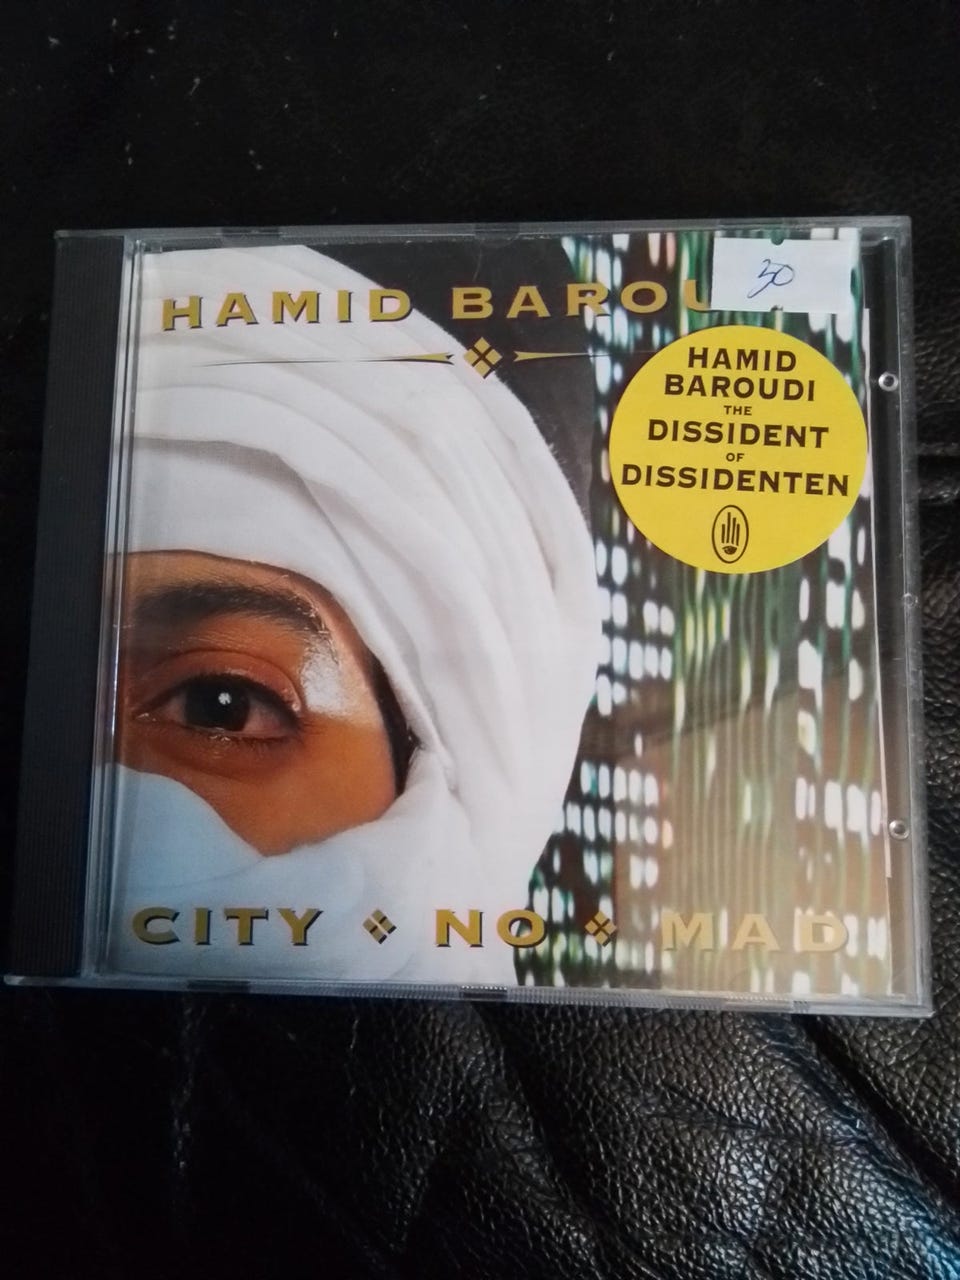 HAMID BAROU
30
HAMID
BAROUDI
THE
DISSIDENT
OF
DISSIDENTEN
CITY NO MAD